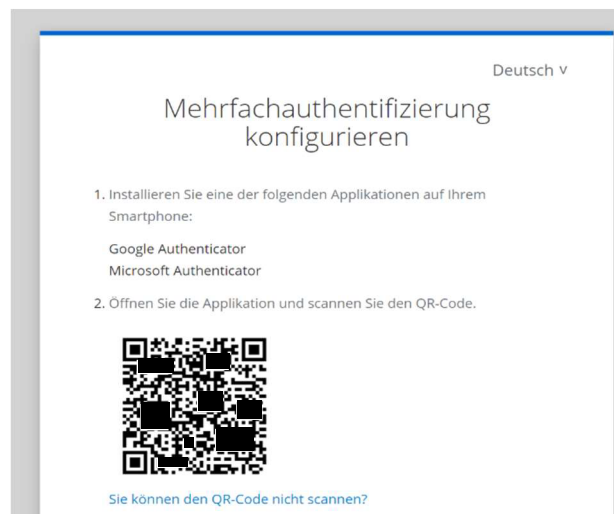 Deutsch ˅
Mehrfachauthentifizierung
konfigurieren
1. Installieren Sie eine der folgenden Applikationen auf Ihrem
Smartphone:
Google Authenticator
Microsoft Authenticator
2. Öffnen Sie die Applikation und scannen Sie den QR-Code.
Sie können den QR-Code nicht scannen?